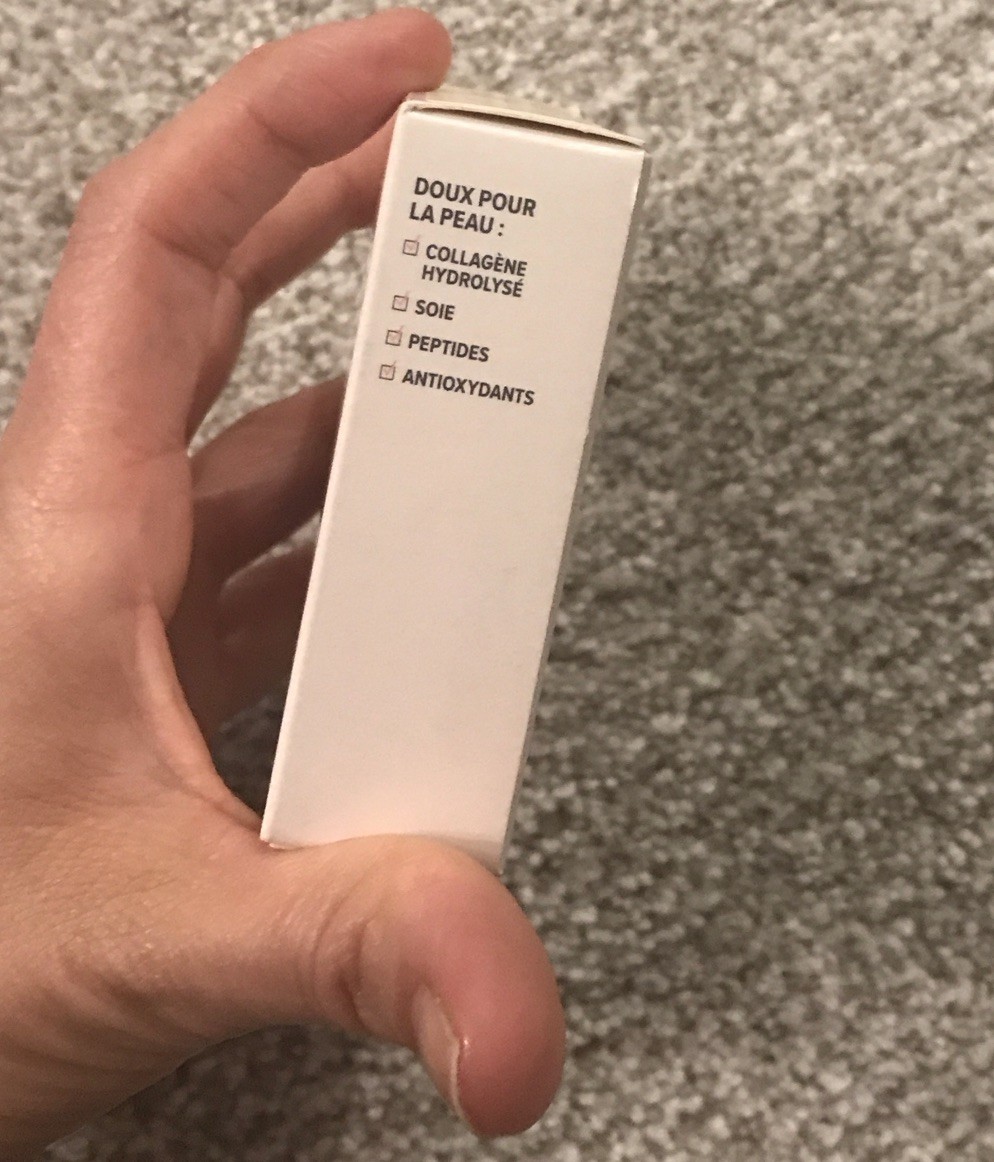 DOUX POUR
LA PEAU :
COLLAGÈNE
HYDROLYSÉ
SOIE
PEPTIDES
ANTIOXYDANTS